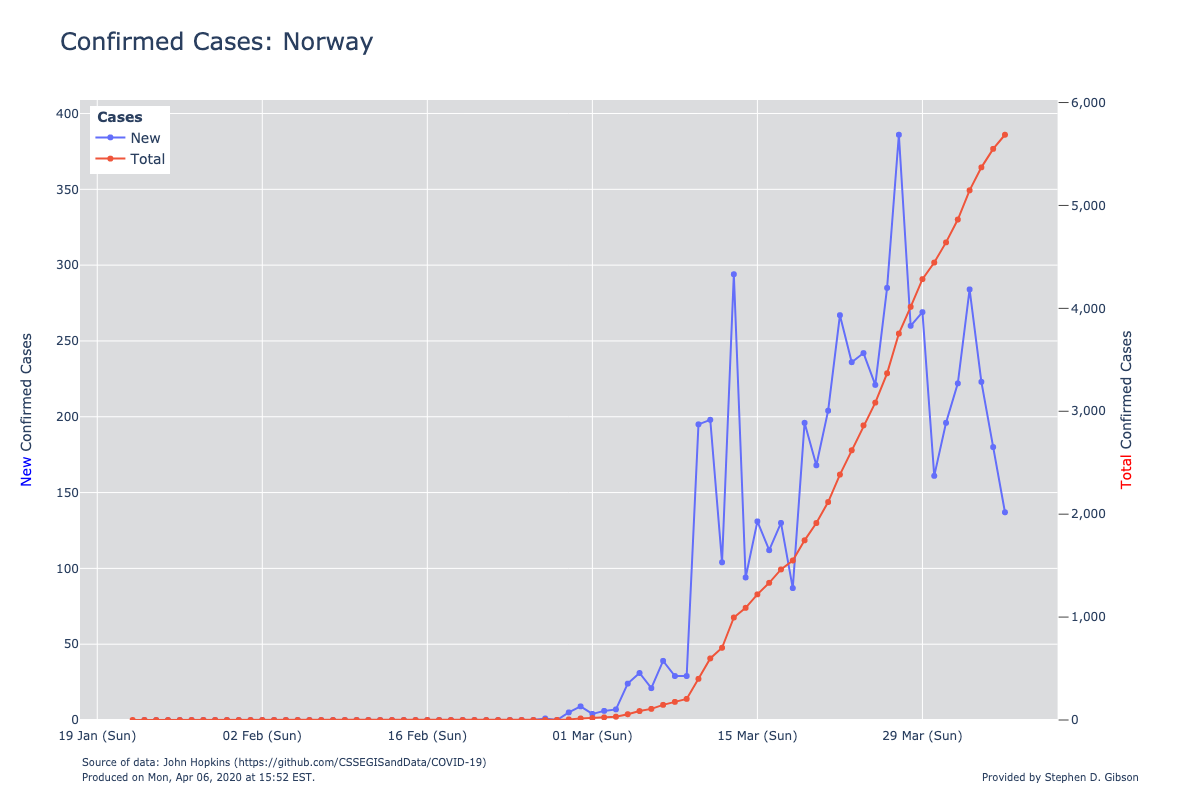 Confirmed Cases: Norway
Cases
New
Total
400
350
300
250
200
150
100
50
0
6,000
5,000
4,000
3,000
2,000
1,000
0
New Confirmed Cases
Total Confirmed Cases
19 Jan (Sun)
02 Feb (Sun)
16 Feb (Sun)
01 Mar (Sun)
15 Mar (Sun)
29 Mar (Sun)
Source of data: John Hopkins (https://github.com/CSSEGISandData/COVID-19)
Produced on Mon, Apr 06, 2020 at 15:52 EST.
Provided by Stephen D. Gibson